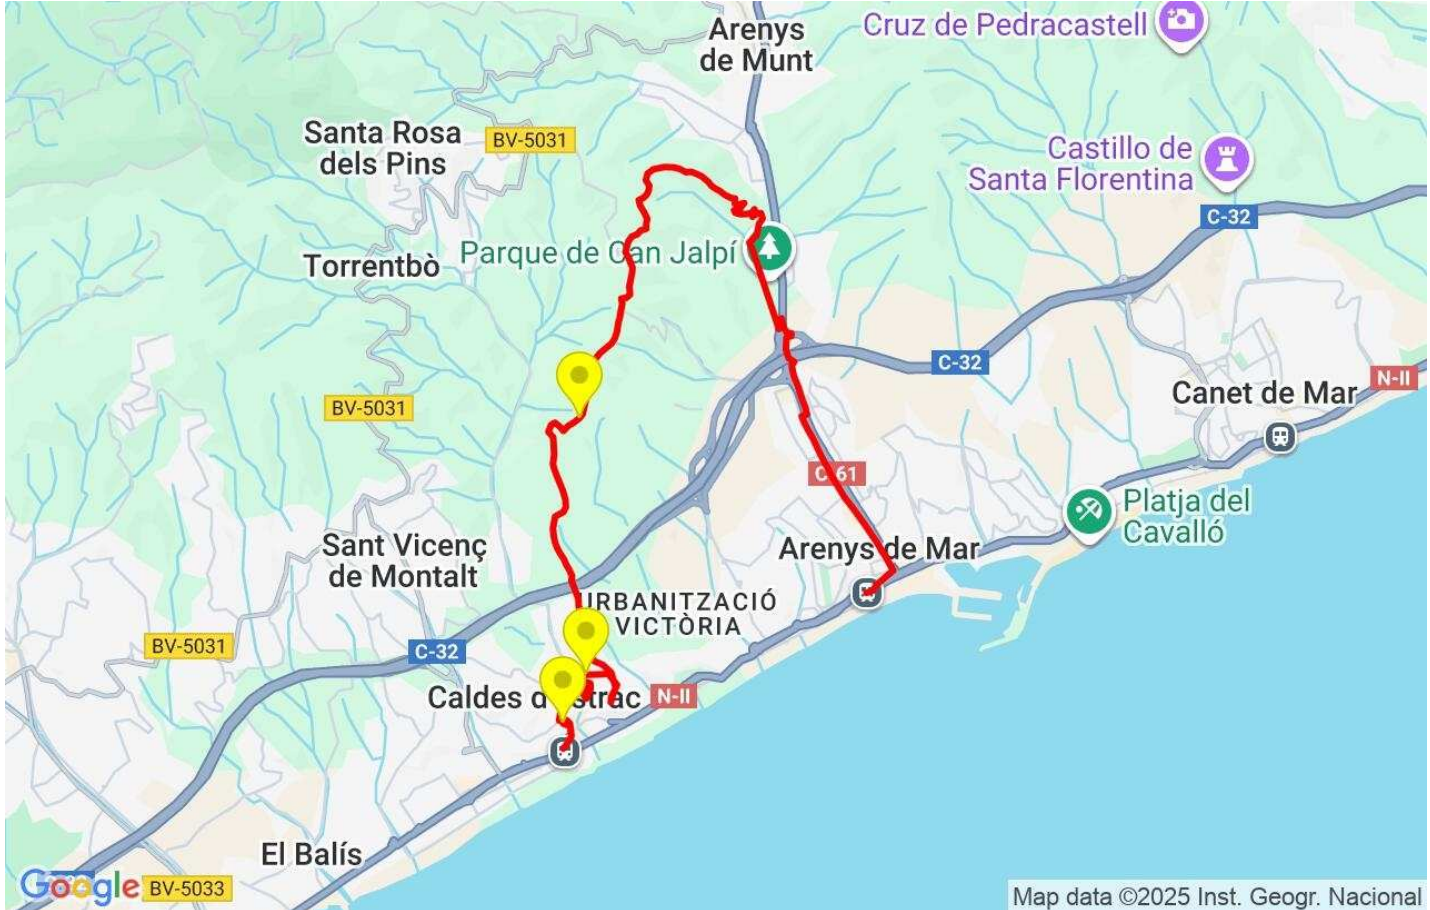 Arenys
de Munt
Cruz de Pedracastell
Santa Rosa
dels Pins
BV-5031
Castillo de
Santa Florentina
C-32
Torrentbò
Parque de Can Jalpí
C-32
N-II
Canet de Mar
BV-5031
C-61
Platja del
Cavalló
Sant Vicenç
de Montalt
Arenys de Mar
URBANITZACIÓ
VICTÒRIA
BV-5031
C-32
Caldes d'Estrac
N-II
El Balís
Google
BV-5033
Map data ©2025 Inst. Geogr. Nacional